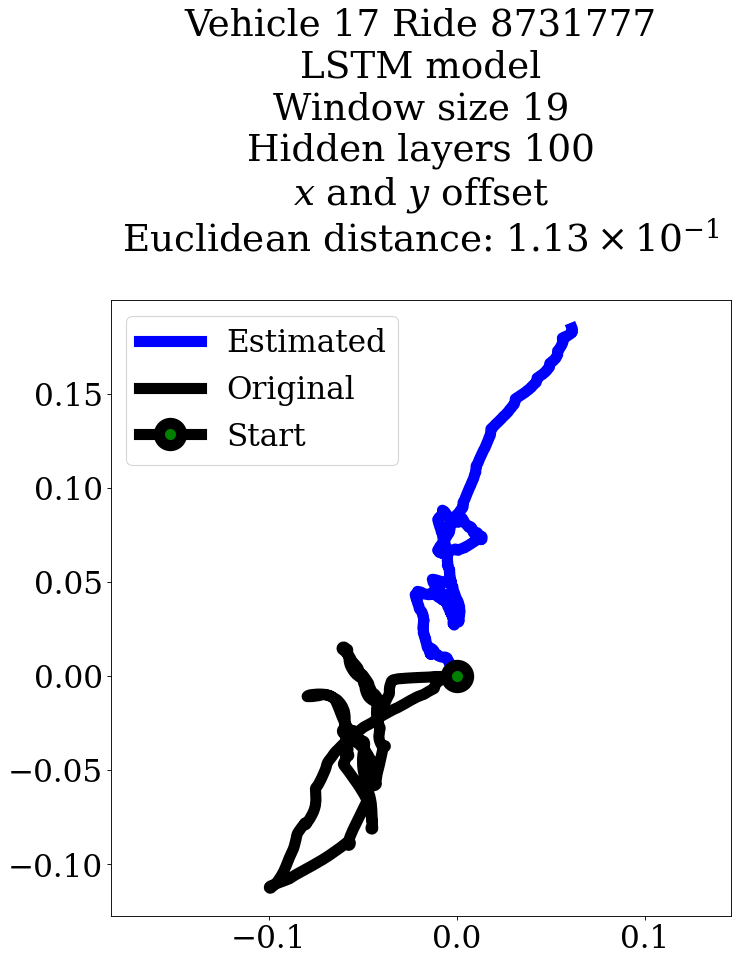 Vehicle 17 Ride 8731777
LSTM model
Window size 19
Hidden layers 100
x and y offset
Euclidean distance: 1.13 × 10⁻¹
Estimated
Original
Start
0.15
0.10
0.05
0.00
−0.05
−0.10
−0.1 0.0 0.1